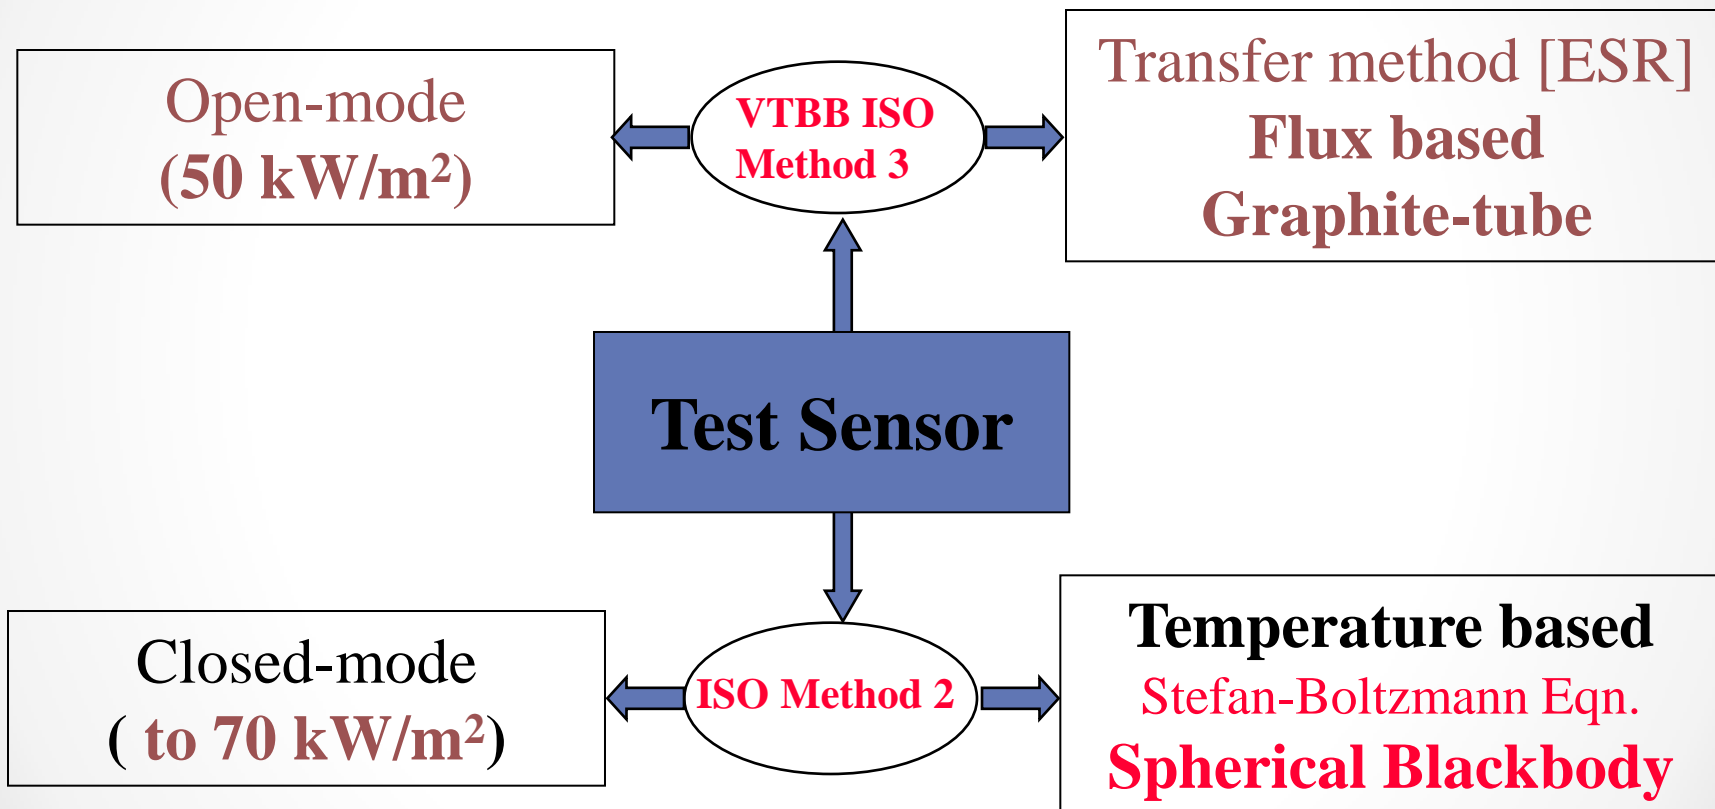 Open-mode
(50 kW/m²)
VTBB ISO
Method 3
Transfer method [ESR]
Flux based
Graphite-tube
Test Sensor
Closed-mode
( to 70 kW/m²)
ISO Method 2
Temperature based
Stefan-Boltzmann Eqn.
Spherical Blackbody